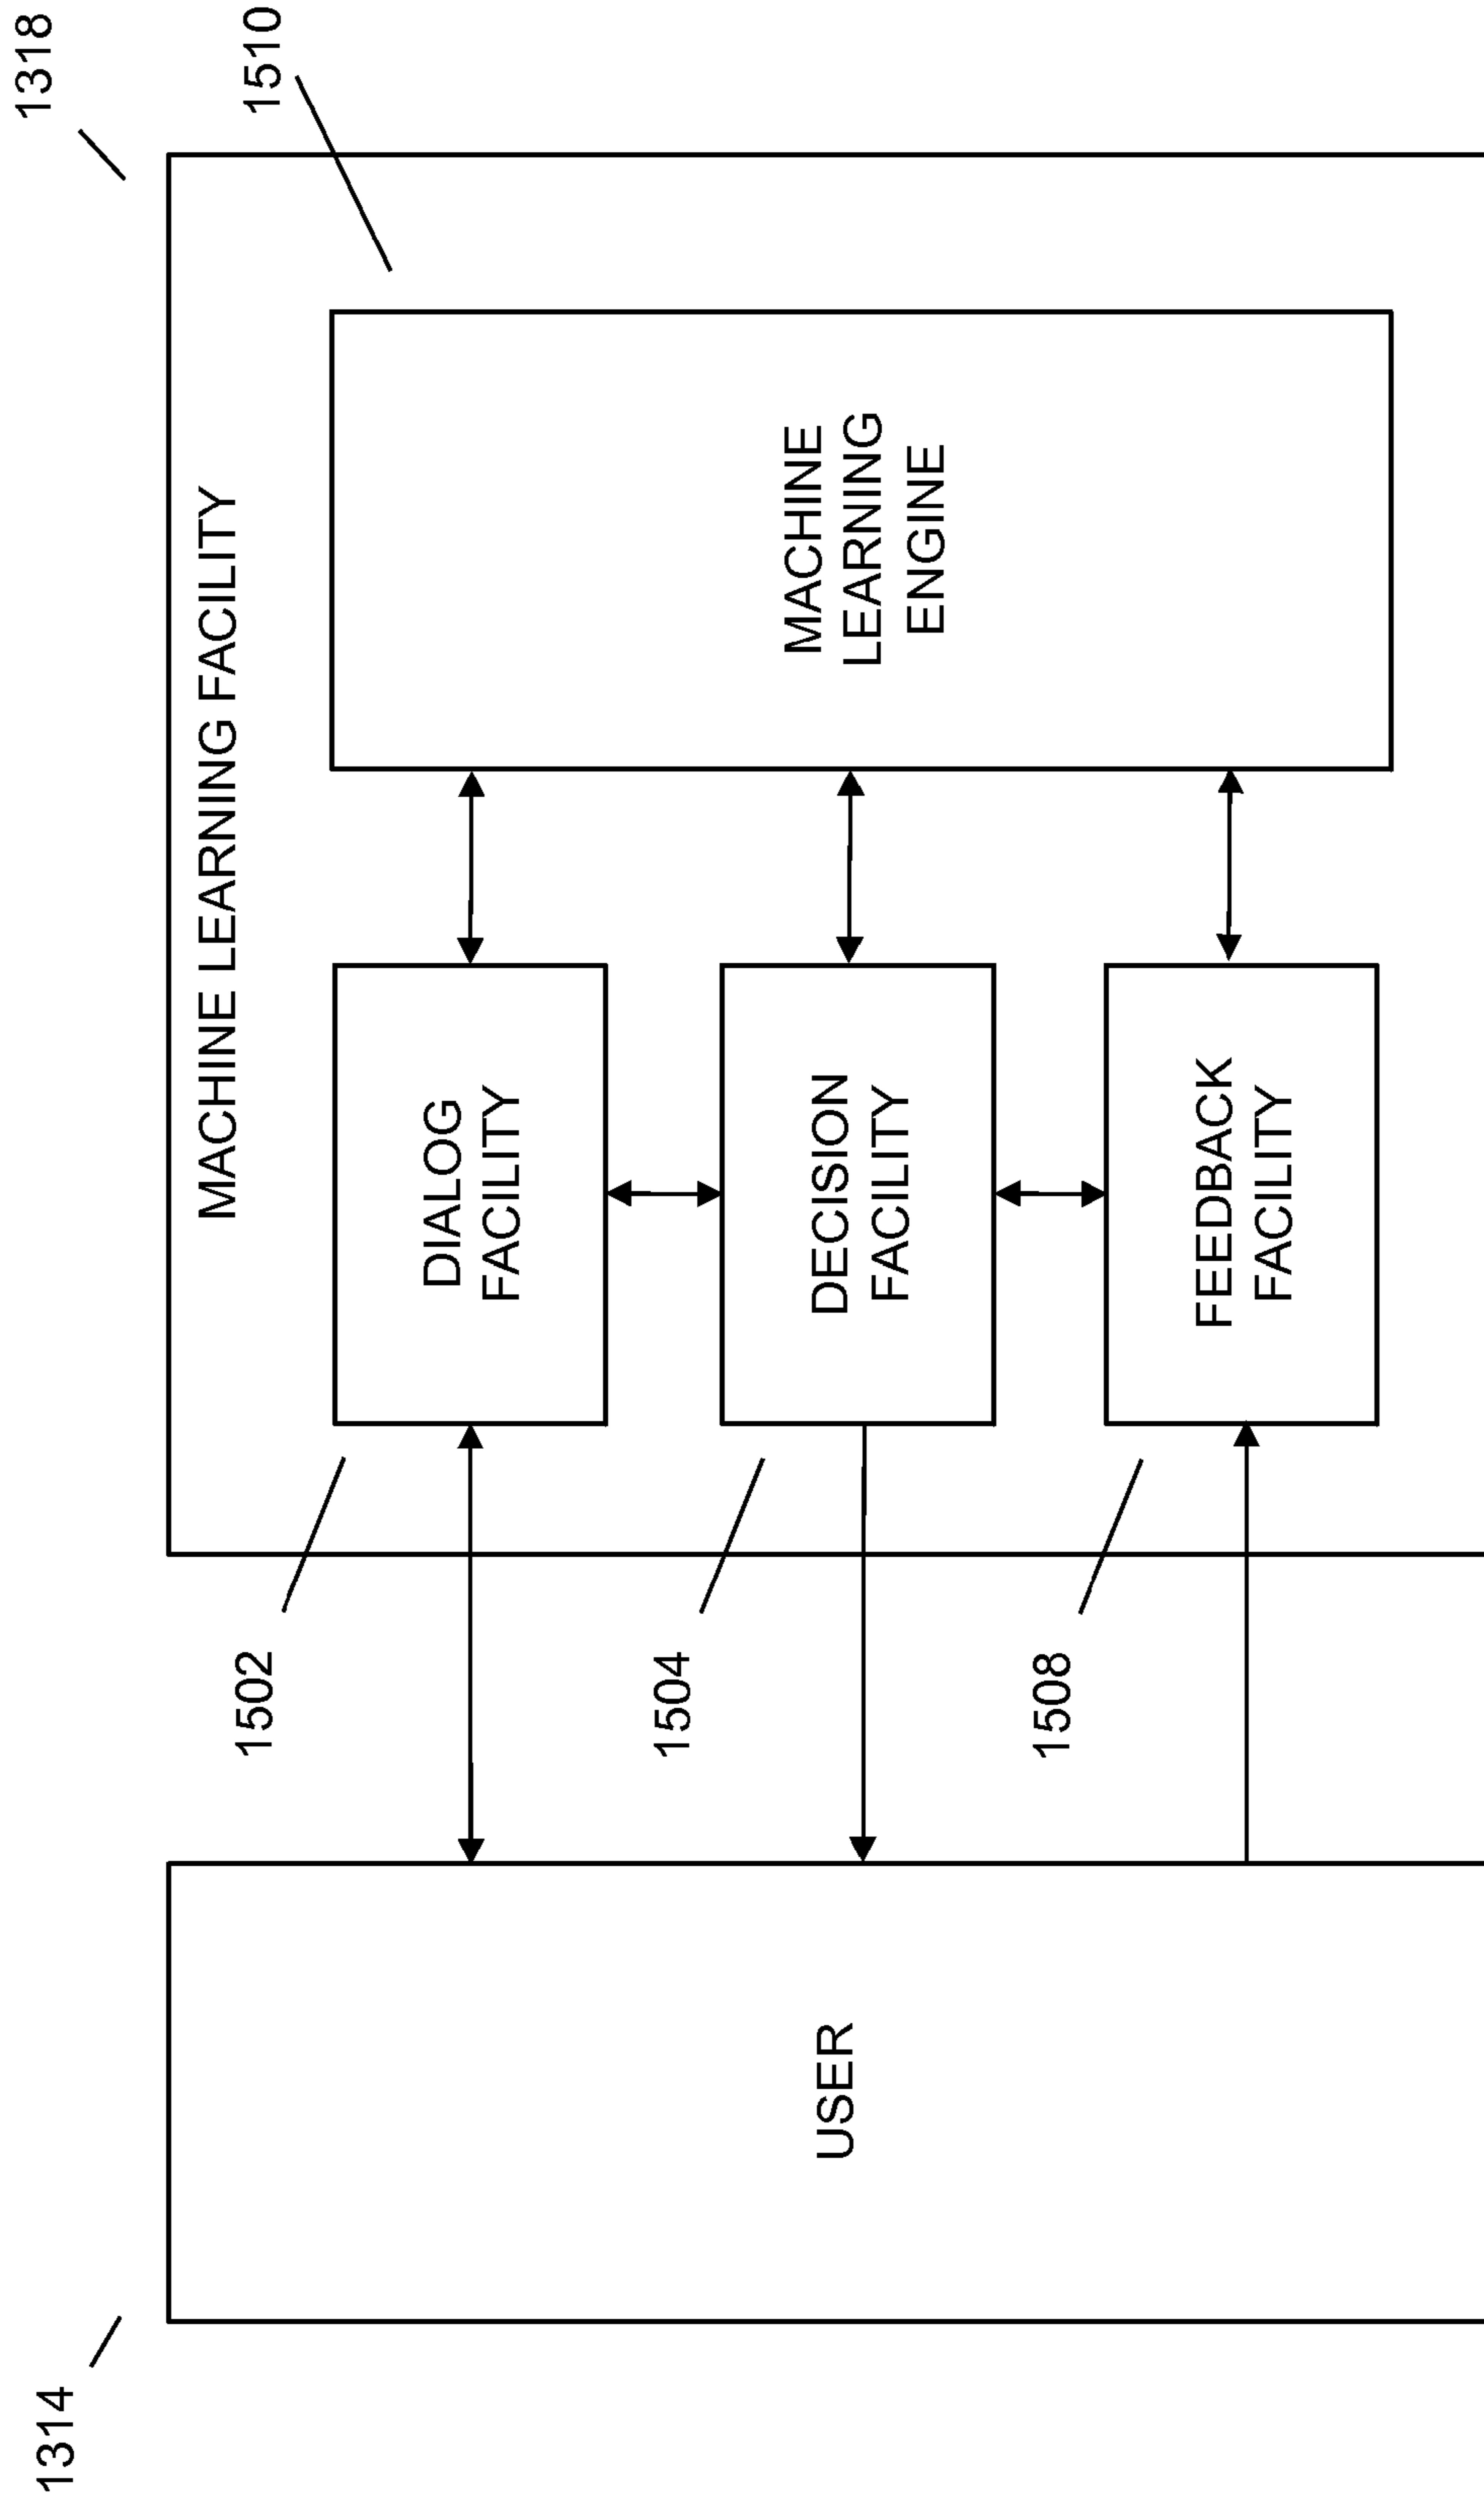 1314
1318
MACHINE LEARNING FACILITY
1502
1510
DIALOG
FACILITY
1504
USER
DECISION
FACILITY
MACHINE
LEARNING
ENGINE
1508
FEEDBACK
FACILITY